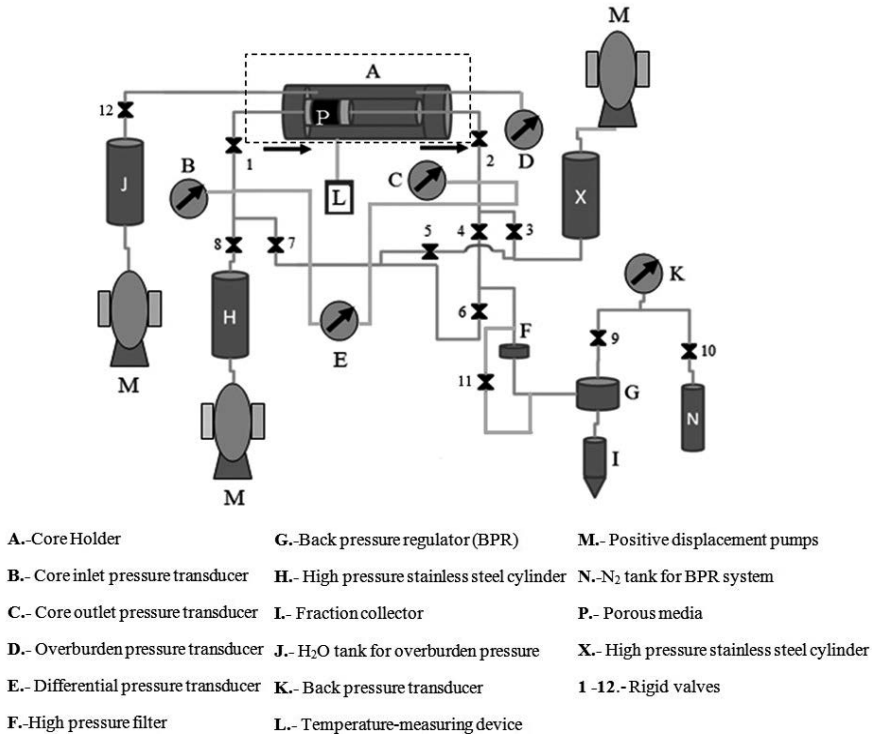 M
A
12
P
1
2
D
B
C
J
L
X
8
7
5
4
3
K
H
6
F
E
9
10
M
11
G
N
I
M
A.-Core Holder
G.-Back pressure regulator (BPR)
M.- Positive displacement pumps
B.- Core inlet pressure transducer
H.- High pressure stainless steel cylinder
N.-N₂ tank for BPR system
C.- Core outlet pressure transducer
I.- Fraction collector
P.- Porous media
D.- Overburden pressure transducer
J.- H₂O tank for overburden pressure
X.- High pressure stainless steel cylinder
E.- Differential pressure transducer
K.- Back pressure transducer
1 -12.- Rigid valves
F.-High pressure filter
L.- Temperature-measuring device